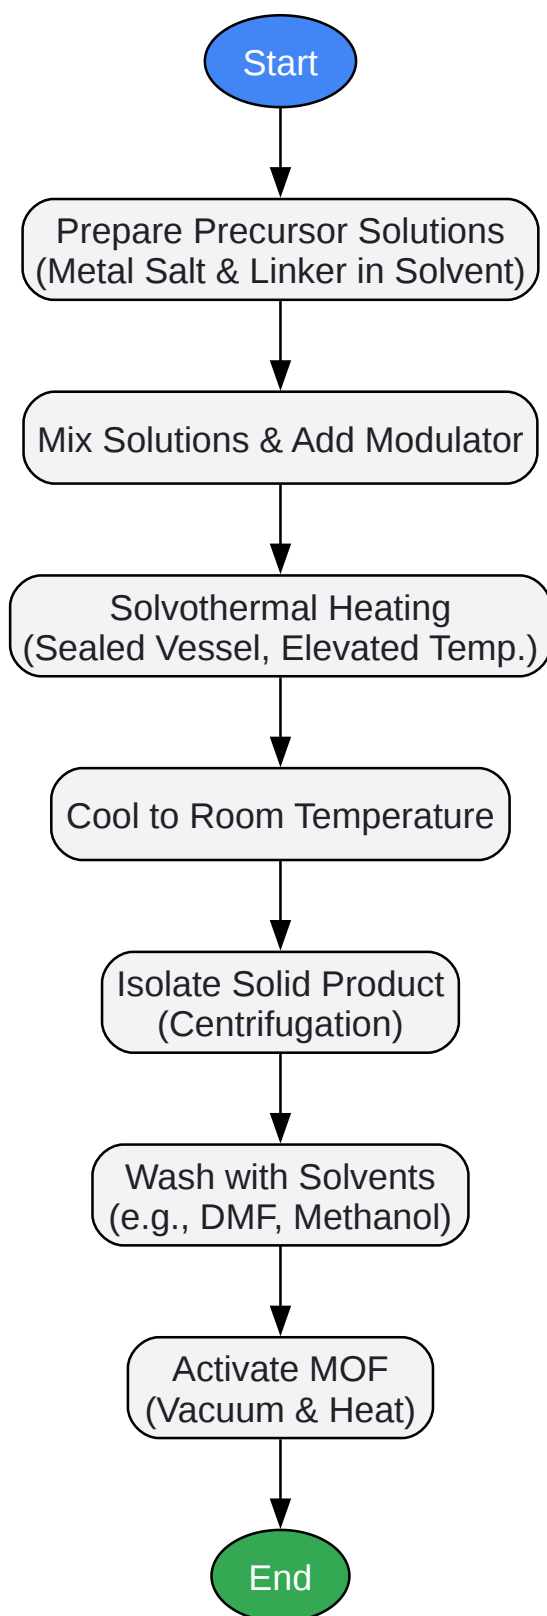 Start
Prepare Precursor Solutions
(Metal Salt & Linker in Solvent)
Mix Solutions & Add Modulator
Solvothermal Heating
(Sealed Vessel, Elevated Temp.)
Cool to Room Temperature
Isolate Solid Product
(Centrifugation)
Wash with Solvents
(e.g., DMF, Methanol)
Activate MOF
(Vacuum & Heat)
End